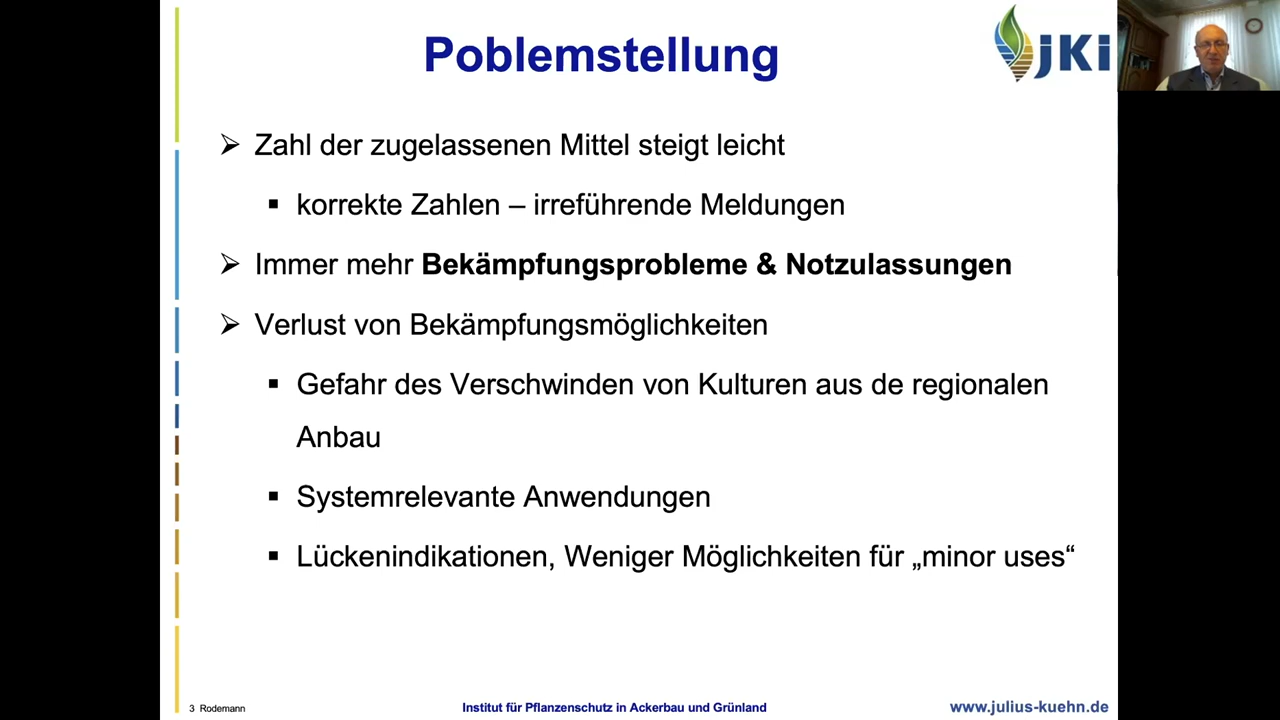 Poblemstellung
jKi
Zahl der zugelassenen Mittel steigt leicht
korrekte Zahlen – irreführende Meldungen
Immer mehr Bekämpfungsprobleme & Notzulassungen
Verlust von Bekämpfungsmöglichkeiten
Gefahr des Verschwinden von Kulturen aus de regionalen
Anbau
Systemrelevante Anwendungen
Lückenindikationen, Weniger Möglichkeiten für „minor uses“
3 Rodemann
Institut für Pflanzenschutz in Ackerbau und Grünland
www.julius-kuehn.de